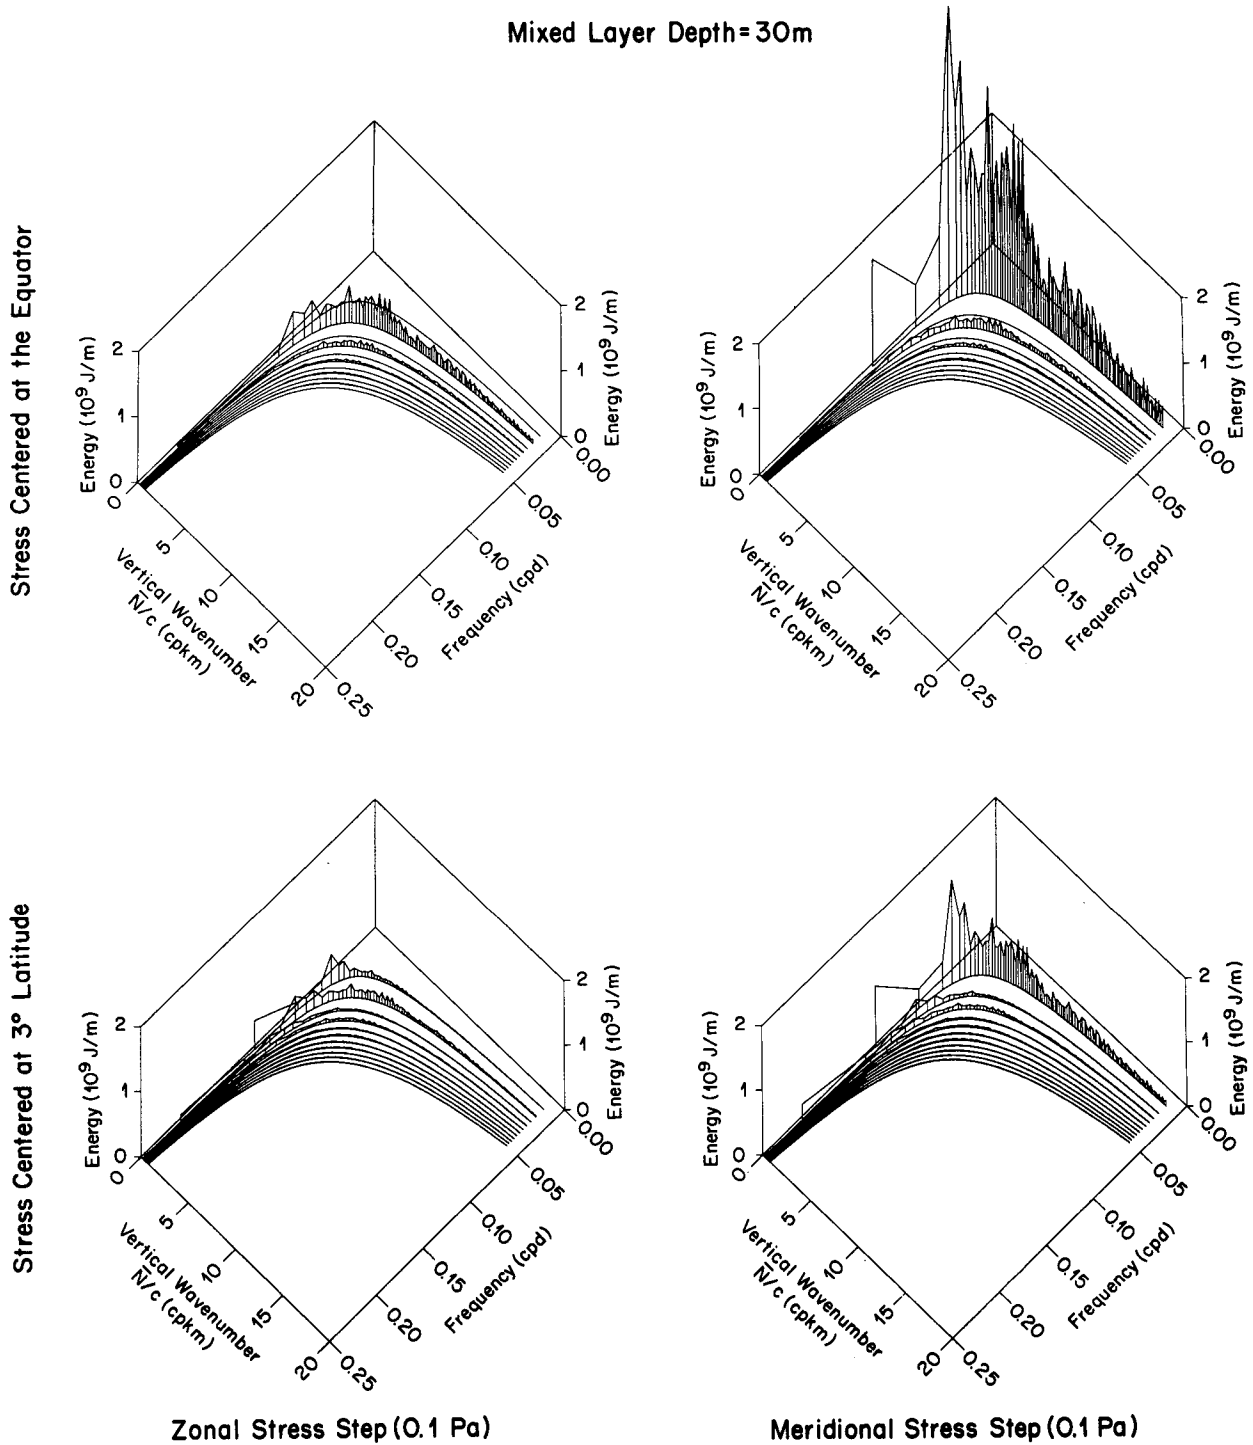 Mixed Layer Depth=30m
Stress Centered at the Equator
Energy (10⁹ J/m)
2
1
0
0
5
10
15
20
Vertical Wavenumber
N̄/c (cpkm)
2
1
0
Energy (10⁹ J/m)
0.00
0.05
0.10
0.15
0.20
0.25
Frequency (cpd)
Energy (10⁹ J/m)
2
1
0
0
5
10
15
20
Vertical Wavenumber
N̄/c (cpkm)
2
1
0
Energy (10⁹ J/m)
0.00
0.05
0.10
0.15
0.20
0.25
Frequency (cpd)
Stress Centered at 3° Latitude
Energy (10⁹ J/m)
2
1
0
0
5
10
15
20
Vertical Wavenumber
N̄/c (cpkm)
2
1
0
Energy (10⁹ J/m)
0.00
0.05
0.10
0.15
0.20
0.25
Frequency (cpd)
Energy (10⁹ J/m)
2
1
0
0
5
10
15
20
Vertical Wavenumber
N̄/c (cpkm)
2
1
0
Energy (10⁹ J/m)
0.00
0.05
0.10
0.15
0.20
0.25
Frequency (cpd)
Zonal Stress Step (0.1 Pa)
Meridional Stress Step (0.1 Pa)